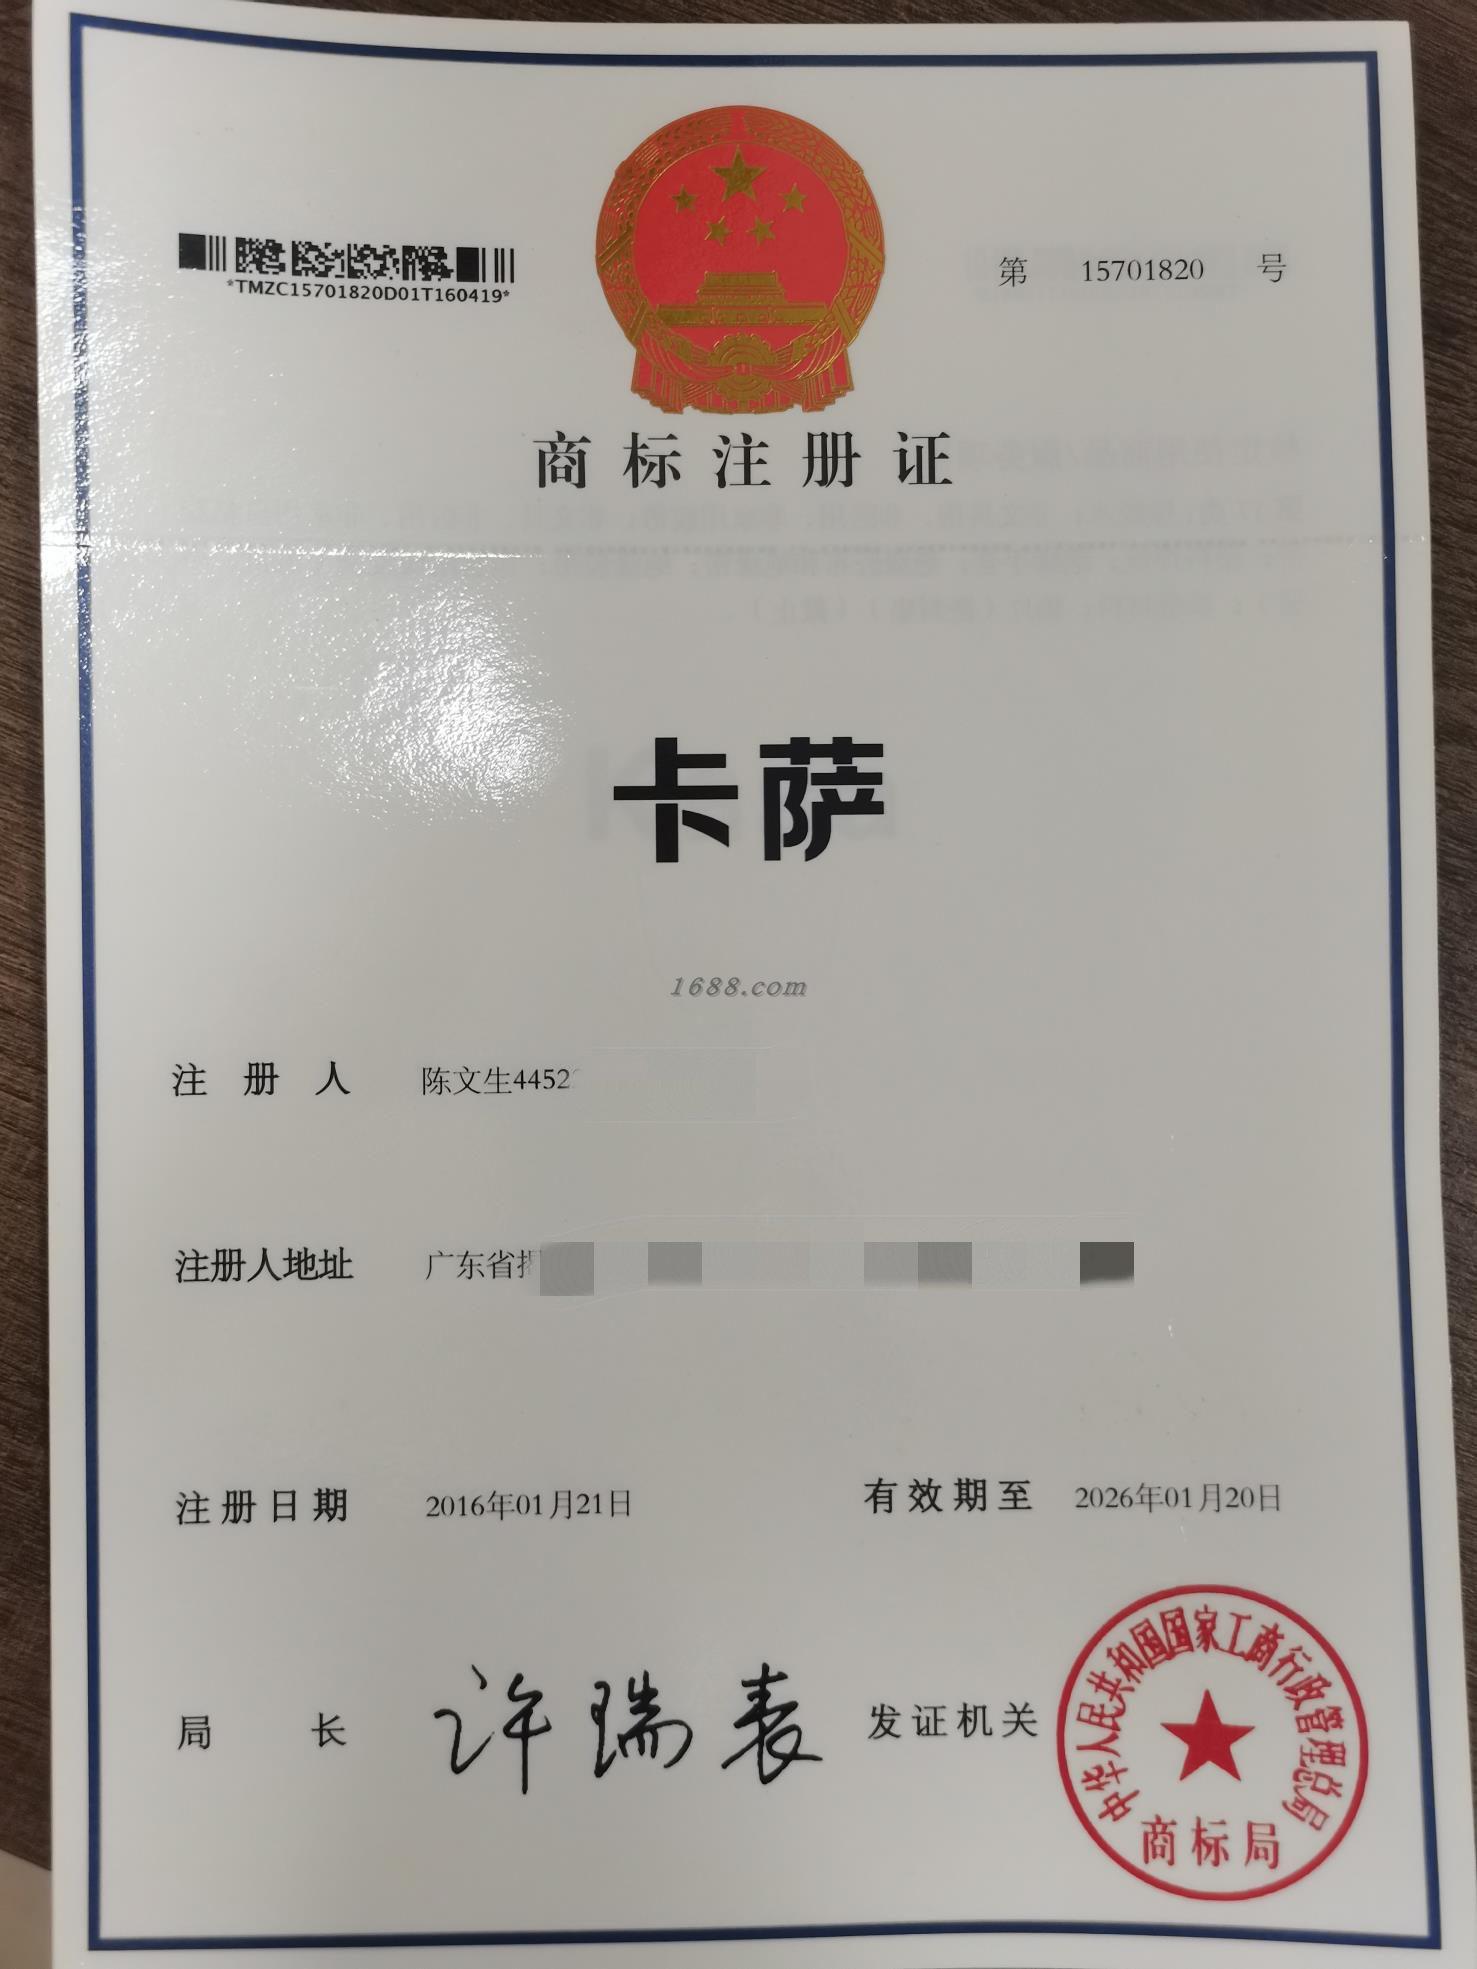 *TMZC15701820D01T160419*
第 15701820 号
商标注册证
卡萨
1688.com
注册人 陈文生4452
注册人地址 广东省揭
注册日期 2016年01月21日 有效期至 2026年01月20日
局长 许瑞表 发证机关
中华人民共和国国家工商行政管理总局
商标局